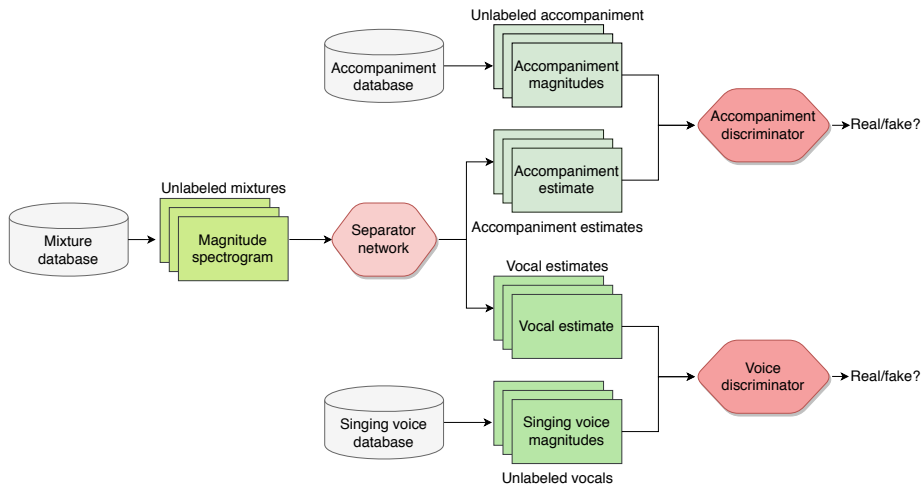 Unlabeled accompaniment
Accompaniment
database
Accompaniment
magnitudes
Accompaniment
discriminator
Real/fake?
Accompaniment
estimate
Accompaniment estimates
Unlabeled mixtures
Mixture
database
Magnitude
spectrogram
Separator
network
Vocal estimates
Vocal estimate
Voice
discriminator
Real/fake?
Singing voice
database
Singing voice
magnitudes
Unlabeled vocals